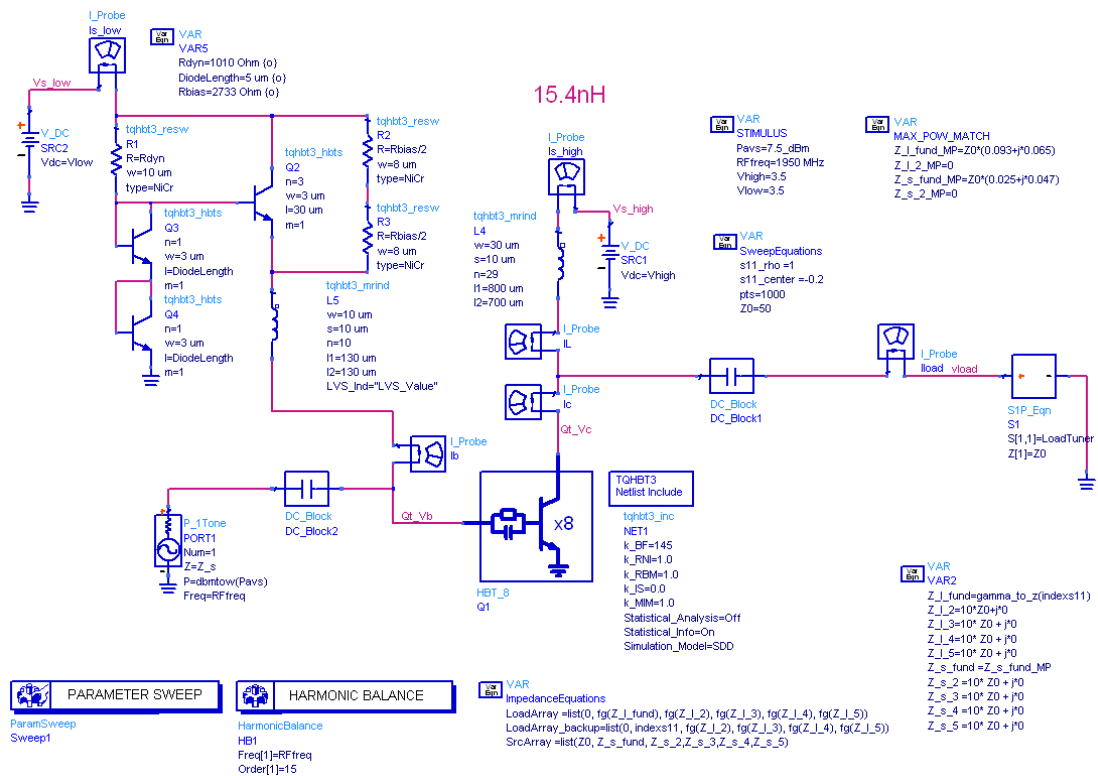 I_Probe
Is_low
Var
Eqn
VAR
VAR5
Rdyn=1010 Ohm {o}
DiodeLength=5 um {o}
Rbias=2733 Ohm {o}
Vs_low
V_DC
SRC2
Vdc=Vlow
tqhbt3_resw
R1
R=Rdyn
w=10 um
type=NiCr
tqhbt3_hbts
Q2
n=3
w=3 um
l=30 um
m=1
tqhbt3_resw
R2
R=Rbias/2
w=8 um
type=NiCr
tqhbt3_resw
R3
R=Rbias/2
w=8 um
type=NiCr
tqhbt3_hbts
Q3
n=1
w=3 um
l=DiodeLength
m=1
tqhbt3_hbts
Q4
n=1
w=3 um
l=DiodeLength
m=1
tqhbt3_mrind
L5
w=10 um
s=10 um
n=10
l1=130 um
l2=130 um
LVS_Ind="LVS_Value"
15.4nH
I_Probe
Is_high
Vs_high
tqhbt3_mrind
L4
w=30 um
s=10 um
n=29
l1=800 um
l2=700 um
V_DC
SRC1
Vdc=Vhigh
Var
Eqn
VAR
STIMULUS
Pavs=7.5_dBm
RFfreq=1950 MHz
Vhigh=3.5
Vlow=3.5
Var
Eqn
VAR
MAX_POW_MATCH
Z_l_fund_MP=Z0*(0.093+j*0.065)
Z_l_2_MP=0
Z_s_fund_MP=Z0*(0.025+j*0.047)
Z_s_2_MP=0
Var
Eqn
VAR
SweepEquations
s11_rho =1
s11_center =-0.2
pts=1000
Z0=50
I_Probe
IL
I_Probe
Ic
Qt_Vc
DC_Block
DC_Block1
I_Probe
Iload
vload
S1P_Eqn
S1
S[1,1]=LoadTuner
Z[1]=Z0
I_Probe
Ib
DC_Block
DC_Block2
Qt_Vb
P_1Tone
PORT1
Num=1
Z=Z_s
P=dbmtow(Pavs)
Freq=RFfreq
x8
HBT_8
Q1
TQHBT3
Netlist Include
tqhbt3_inc
NET1
k_BF=145
k_RNI=1.0
k_RBM=1.0
k_IS=0.0
k_MIM=1.0
Statistical_Analysis=Off
Statistical_Info=On
Simulation_Model=SDD
Var
Eqn
VAR
VAR2
Z_l_fund=gamma_to_z(indexs11)
Z_l_2=10*Z0+j*0
Z_l_3=10* Z0 + j*0
Z_l_4=10* Z0 + j*0
Z_l_5=10* Z0 + j*0
Z_s_fund =Z_s_fund_MP
Z_s_2 =10* Z0 + j*0
Z_s_3 =10* Z0 + j*0
Z_s_4 =10* Z0 + j*0
Z_s_5 =10* Z0 + j*0
PARAMETER SWEEP
ParamSweep
Sweep1
HARMONIC BALANCE
HarmonicBalance
HB1
Freq[1]=RFfreq
Order[1]=15
Var
Eqn
VAR
ImpedanceEquations
LoadArray =list(0, fg(Z_l_fund), fg(Z_l_2), fg(Z_l_3), fg(Z_l_4), fg(Z_l_5))
LoadArray_backup=list(0, indexs11, fg(Z_l_2), fg(Z_l_3), fg(Z_l_4), fg(Z_l_5))
SrcArray =list(Z0, Z_s_fund, Z_s_2,Z_s_3,Z_s_4,Z_s_5)